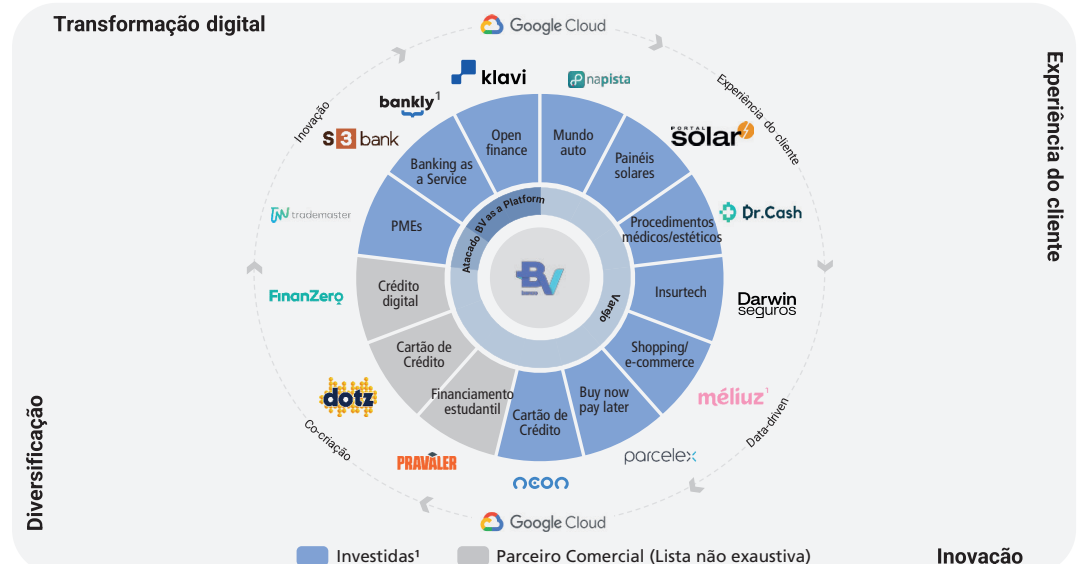 Transformação digital
Google Cloud
Experiência do cliente
Inovação
Experiência do cliente
klavi
napista
bankly¹
S3 bank
PORTAL
solar
trademaster
Dr.Cash
FinanZero
Darwin
seguros
dotz
méliuz¹
PRAVALER
parcelex
neon
Open
finance
Mundo
auto
Painéis
solares
Banking as
a Service
Procedimentos
médicos/estéticos
PMEs
Insurtech
Crédito
digital
Shopping/
e-commerce
Cartão de
Crédito
Buy now
pay later
Financiamento
estudantil
Cartão de
Crédito
Atacado
BV as a Platform
Varejo
BV
Co-criação
Data-driven
Diversificação
Google Cloud
Investidas¹
Parceiro Comercial (Lista não exaustiva)
Inovação